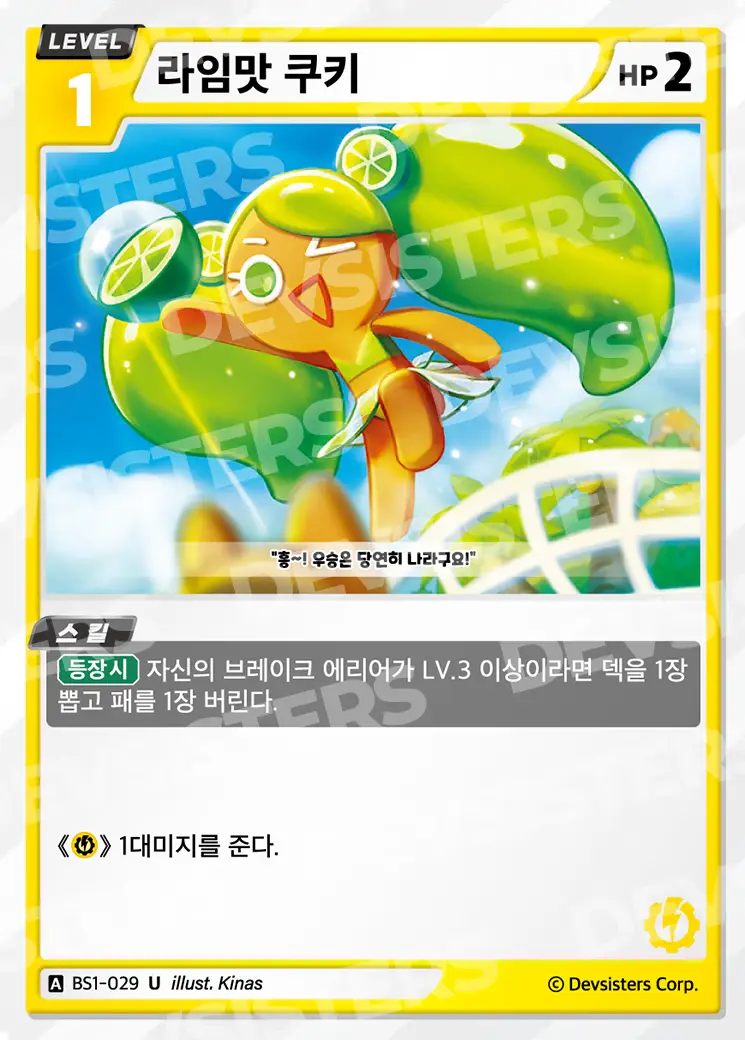 LEVEL
1
라임맛 쿠키
HP 2
"흥~! 우승은 당연히 나라구요!"
스킬
등장시 자신의 브레이크 에리어가 LV.3 이상이라면 덱을 1장
뽑고 패를 1장 버린다.
《》 1대미지를 준다.
A BS1-029 U illust. Kinas
© Devsisters Corp.
DEVSISTERS